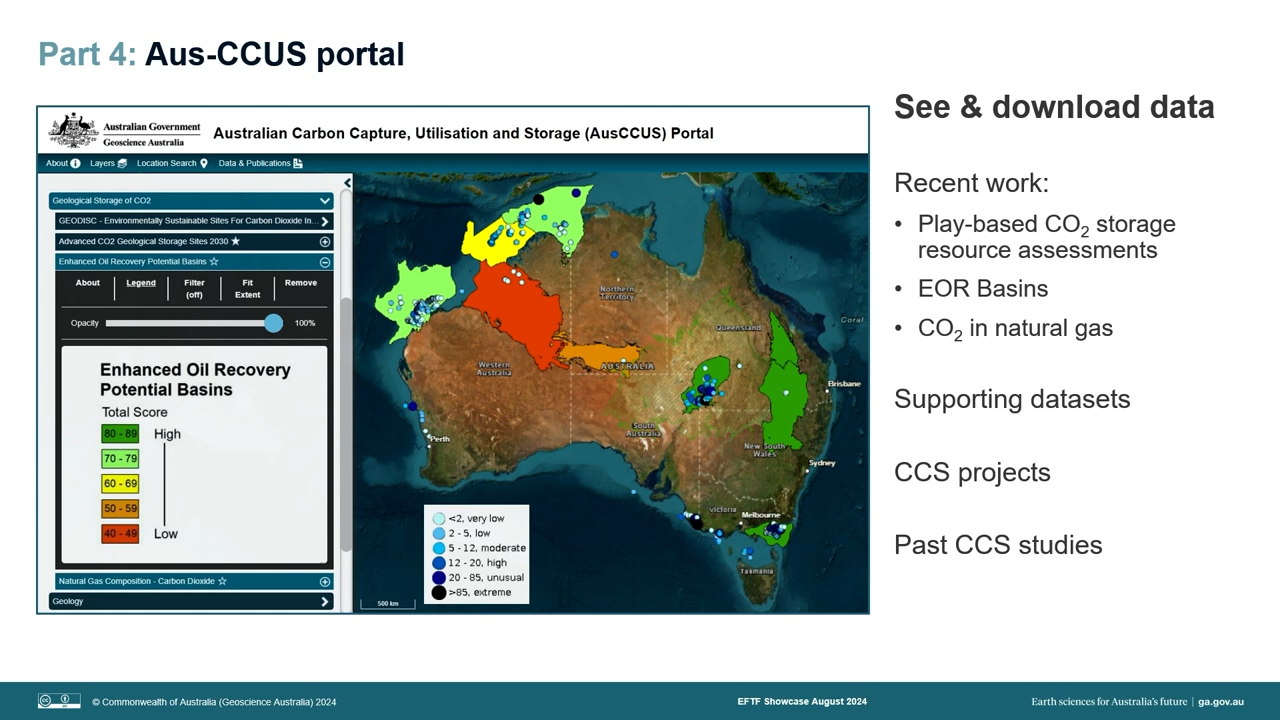 Part 4: Aus-CCUS portal
Australian Government
Geoscience Australia
Australian Carbon Capture, Utilisation and Storage (AusCCUS) Portal
About Layers Location Search Data & Publications
Geological Storage of CO2
GEODISC - Environmentally Sustainable Sites For Carbon Dioxide In...
Advanced CO2 Geological Storage Sites 2030
Enhanced Oil Recovery Potential Basins
About Legend Filter (off) Fit Extent Remove
Opacity 100%
Enhanced Oil Recovery
Potential Basins
Total Score
80 - 89 High
70 - 79
60 - 69
50 - 59
40 - 49 Low
Natural Gas Composition - Carbon Dioxide
Geology
Northern
Territory
Coral
Queensland
Western
Australia
AUSTRALIA
Brisbane
South
Australia
Perth
New South
Wales
Sydney
Victoria
Melbourne
Tasmania
<2, very low
2 - 5, low
5 - 12, moderate
12 - 20, high
20 - 85, unusual
>85, extreme
500 km
See & download data
Recent work:
• Play-based CO2 storage
resource assessments
• EOR Basins
• CO2 in natural gas
Supporting datasets
CCS projects
Past CCS studies
cc BY
© Commonwealth of Australia (Geoscience Australia) 2024
EFTF Showcase August 2024
Earth sciences for Australia's future | ga.gov.au